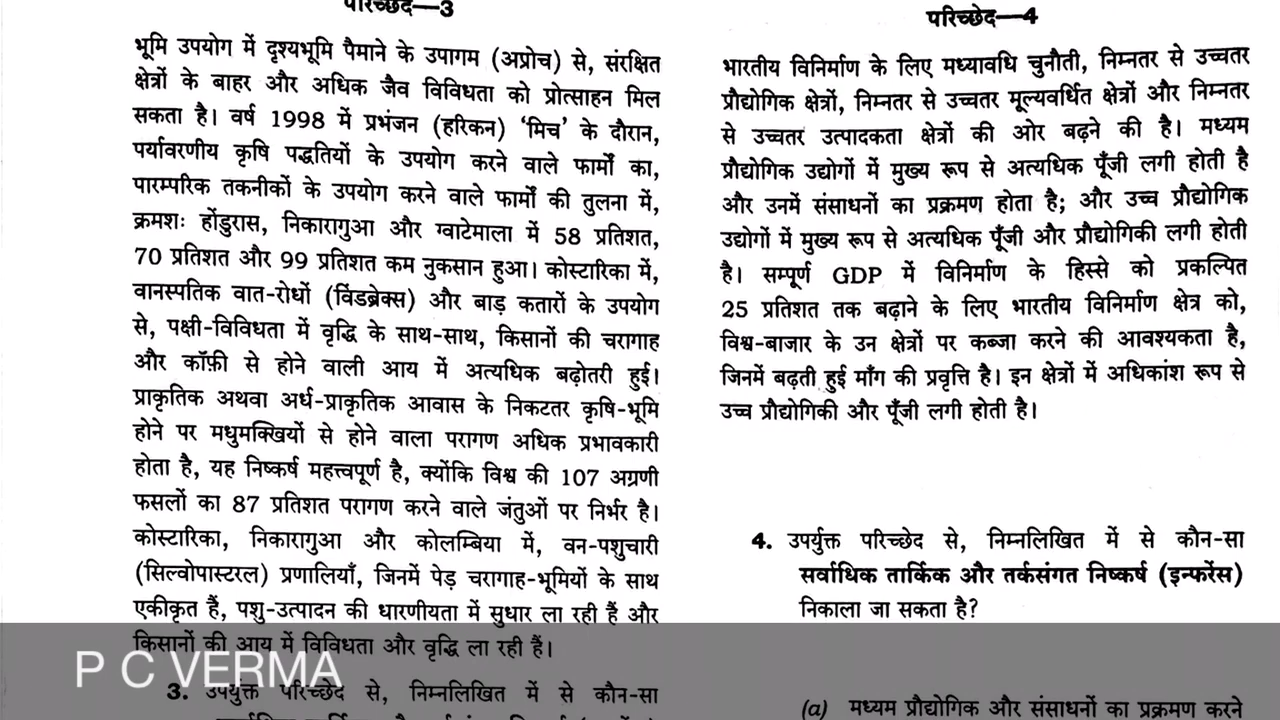 परिच्छेद—3
भूमि उपयोग में दृश्यभूमि पैमाने के उपागम (अप्रोच) से, संरक्षित
क्षेत्रों के बाहर और अधिक जैव विविधता को प्रोत्साहन मिल
सकता है। वर्ष 1998 में प्रभंजन (हरिकन) ‘मिच’ के दौरान,
पर्यावरणीय कृषि पद्धतियों के उपयोग करने वाले फार्मों का,
पारम्परिक तकनीकों के उपयोग करने वाले फार्मों की तुलना में,
क्रमशः होंडुरास, निकारागुआ और ग्वाटेमाला में 58 प्रतिशत,
70 प्रतिशत और 99 प्रतिशत कम नुकसान हुआ। कोस्टारिका में,
वानस्पतिक वात-रोधों (विंडब्रेक्स) और बाड़ कतारों के उपयोग
से, पक्षी-विविधता में वृद्धि के साथ-साथ, किसानों की चरागाह
और कॉफ़ी से होने वाली आय में अत्यधिक बढ़ोतरी हुई।
प्राकृतिक अथवा अर्ध-प्राकृतिक आवास के निकटतर कृषि-भूमि
होने पर मधुमक्खियों से होने वाला परागण अधिक प्रभावकारी
होता है, यह निष्कर्ष महत्त्वपूर्ण है, क्योंकि विश्व की 107 अग्रणी
फसलों का 87 प्रतिशत परागण करने वाले जंतुओं पर निर्भर है।
कोस्टारिका, निकारागुआ और कोलम्बिया में, वन-पशुचारी
(सिल्वोपास्टरल) प्रणालियाँ, जिनमें पेड़ चरागाह-भूमियों के साथ
एकीकृत हैं, पशु-उत्पादन की धारणीयता में सुधार ला रही हैं और
किसानों की आय में विविधता और वृद्धि ला रही हैं।
3. उपर्युक्त परिच्छेद से, निम्नलिखित में से कौन-सा
परिच्छेद—4
भारतीय विनिर्माण के लिए मध्यावधि चुनौती, निम्नतर से उच्चतर
प्रौद्योगिक क्षेत्रों, निम्नतर से उच्चतर मूल्यवर्धित क्षेत्रों और निम्नतर
से उच्चतर उत्पादकता क्षेत्रों की ओर बढ़ने की है। मध्यम
प्रौद्योगिक उद्योगों में मुख्य रूप से अत्यधिक पूँजी लगी होती है
और उनमें संसाधनों का प्रक्रमण होता है; और उच्च प्रौद्योगिक
उद्योगों में मुख्य रूप से अत्यधिक पूँजी और प्रौद्योगिकी लगी होती
है। सम्पूर्ण GDP में विनिर्माण के हिस्से को प्रकल्पित
25 प्रतिशत तक बढ़ाने के लिए भारतीय विनिर्माण क्षेत्र को,
विश्व-बाजार के उन क्षेत्रों पर कब्जा करने की आवश्यकता है,
जिनमें बढ़ती हुई माँग की प्रवृत्ति है। इन क्षेत्रों में अधिकांश रूप से
उच्च प्रौद्योगिकी और पूँजी लगी होती है।
4. उपर्युक्त परिच्छेद से, निम्नलिखित में से कौन-सा
सर्वाधिक तार्किक और तर्कसंगत निष्कर्ष (इन्फरेंस)
निकाला जा सकता है?
(a) मध्यम प्रौद्योगिक और संसाधनों का प्रक्रमण करने
P C VERMA